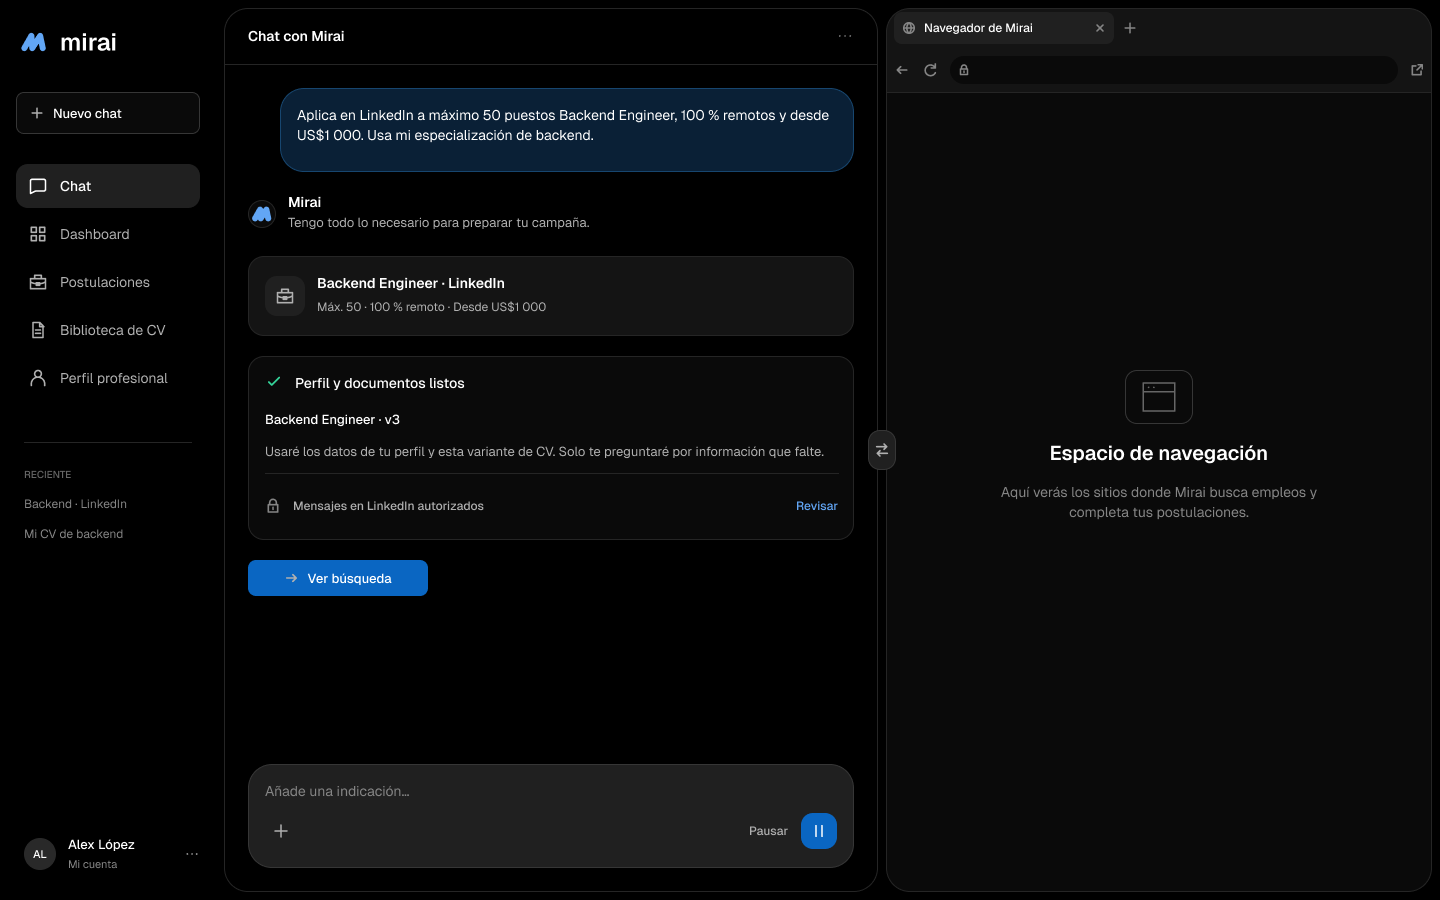 mirai
Nuevo chat
Chat
Dashboard
Postulaciones
Biblioteca de CV
Perfil profesional
RECIENTE
Backend · LinkedIn
Mi CV de backend
AL
Alex López
Mi cuenta
Chat con Mirai
Aplica en LinkedIn a máximo 50 puestos Backend Engineer, 100 % remotos y desde
US$1 000. Usa mi especialización de backend.
Mirai
Tengo todo lo necesario para preparar tu campaña.
Backend Engineer · LinkedIn
Máx. 50 · 100 % remoto · Desde US$1 000
Perfil y documentos listos
Backend Engineer · v3
Usaré los datos de tu perfil y esta variante de CV. Solo te preguntaré por información que falte.
Mensajes en LinkedIn autorizados
Revisar
Ver búsqueda
Añade una indicación...
Pausar
Navegador de Mirai
Espacio de navegación
Aquí verás los sitios donde Mirai busca empleos y
completa tus postulaciones.